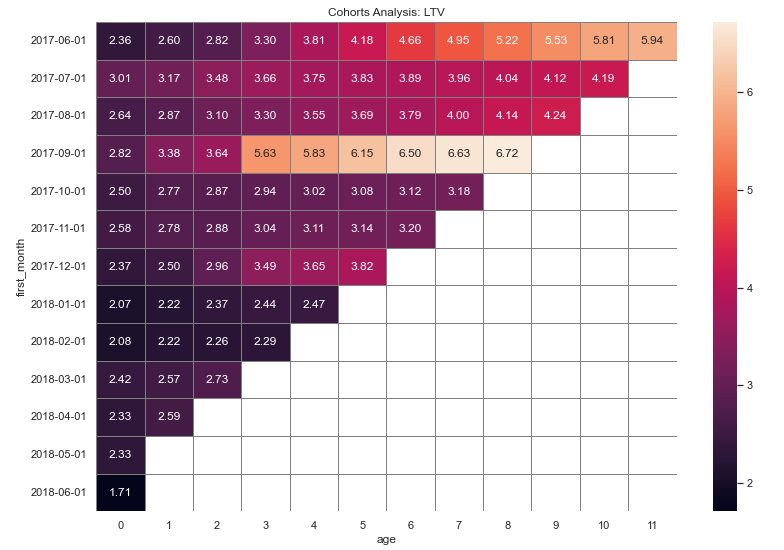 Cohorts Analysis: LTV
2017-06-01 2.36 2.60 2.82 3.30 3.81 4.18 4.66 4.95 5.22 5.53 5.81 5.94
2017-07-01 3.01 3.17 3.48 3.66 3.75 3.83 3.89 3.96 4.04 4.12 4.19
2017-08-01 2.64 2.87 3.10 3.30 3.55 3.69 3.79 4.00 4.14 4.24
2017-09-01 2.82 3.38 3.64 5.63 5.83 6.15 6.50 6.63 6.72
2017-10-01 2.50 2.77 2.87 2.94 3.02 3.08 3.12 3.18
2017-11-01 2.58 2.78 2.88 3.04 3.11 3.14 3.20
2017-12-01 2.37 2.50 2.96 3.49 3.65 3.82
2018-01-01 2.07 2.22 2.37 2.44 2.47
2018-02-01 2.08 2.22 2.26 2.29
2018-03-01 2.42 2.57 2.73
2018-04-01 2.33 2.59
2018-05-01 2.33
2018-06-01 1.71
0 1 2 3 4 5 6 7 8 9 10 11
age
first_month
6
5
4
3
2